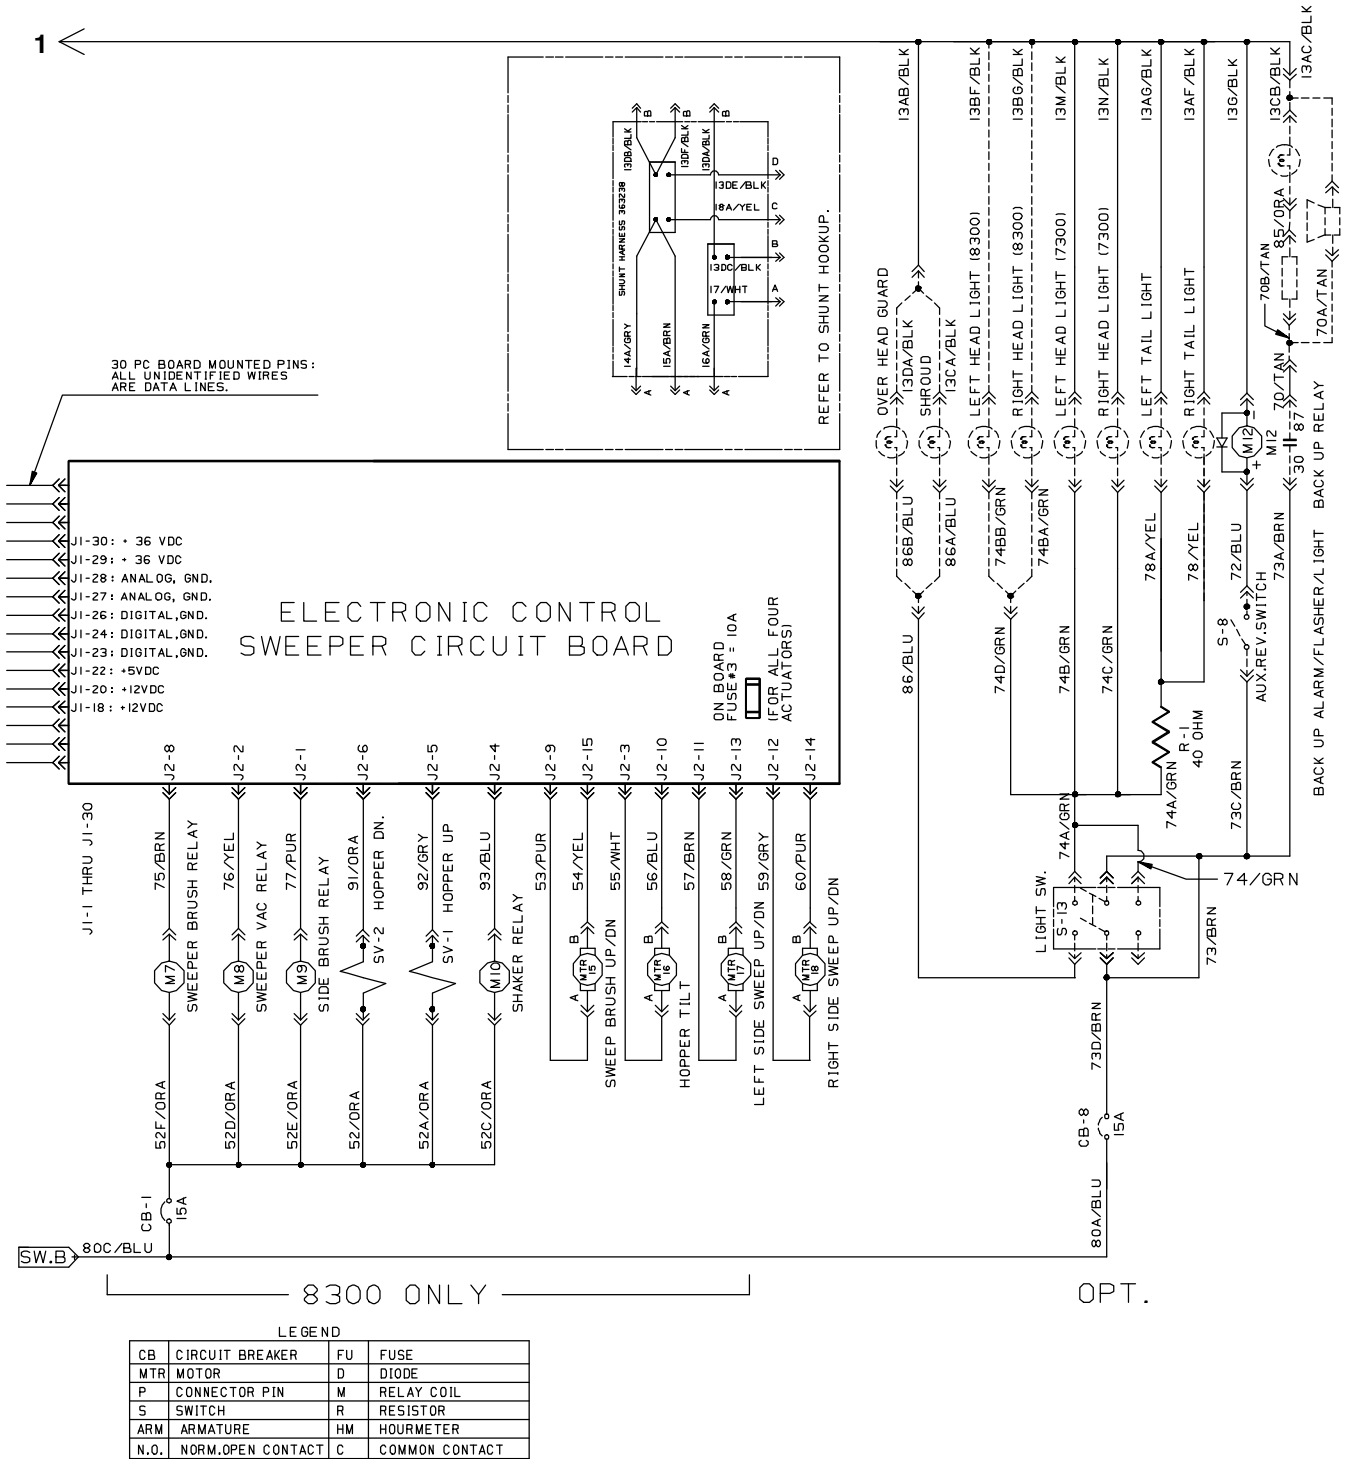 1
13AB/BLK
13BF/BLK
13BG/BLK
13M/BLK
13N/BLK
13AG/BLK
13AF/BLK
13G/BLK
13CB/BLK
13AC/BLK
B
B
B
13DB/BLK
13DF/BLK
13DA/BLK
SHUNT HARNESS 363238
D
13DE/BLK
18A/YEL
C
B
13DC/BLK
17/WHT
A
14A/GRY
15A/BRN
16A/GRN
A
A
A
REFER TO SHUNT HOOKUP.
OVER HEAD GUARD
13DA/BLK
SHROUD
13CA/BLK
LEFT HEAD LIGHT (8300)
RIGHT HEAD LIGHT (8300)
LEFT HEAD LIGHT (7300)
RIGHT HEAD LIGHT (7300)
LEFT TAIL LIGHT
RIGHT TAIL LIGHT
85/ORA
70B/TAN
70A/TAN
70/TAN
M12
-
+
M12
30
87
BACK UP ALARM/FLASHER/LIGHT BACK UP RELAY
30 PC BOARD MOUNTED PINS:
ALL UNIDENTIFIED WIRES
ARE DATA LINES.
J1-30: + 36 VDC
J1-29: + 36 VDC
J1-28: ANALOG, GND.
J1-27: ANALOG, GND.
J1-26: DIGITAL,GND.
J1-24: DIGITAL,GND.
J1-23: DIGITAL,GND.
J1-22: +5VDC
J1-20: +12VDC
J1-18: +12VDC
ELECTRONIC CONTROL
SWEEPER CIRCUIT BOARD
ON BOARD
FUSE#3 = 10A
(FOR ALL FOUR
ACTUATORS)
86B/BLU
86A/BLU
74BB/GRN
74BA/GRN
78A/YEL
78/YEL
72/BLU
73A/BRN
S-8
AUX.REV.SWITCH
86/BLU
74D/GRN
74B/GRN
74C/GRN
R-1
40 OHM
74A/GRN
73C/BRN
J2-8
J2-2
J2-1
J2-6
J2-5
J2-4
J2-9
J2-15
J2-3
J2-10
J2-11
J2-13
J2-12
J2-14
J1-1 THRU J1-30
75/BRN
76/YEL
77/PUR
91/ORA
92/GRY
93/BLU
53/PUR
54/YEL
55/WHT
56/BLU
57/BRN
58/GRN
59/GRY
60/PUR
74A/GRN
74/GRN
LIGHT SW.
S-13
73/BRN
M7
SWEEPER BRUSH RELAY
M8
SWEEPER VAC RELAY
M9
SIDE BRUSH RELAY
SV-2 HOPPER DN.
SV-1 HOPPER UP
M10
SHAKER RELAY
B
MTR
15
A
SWEEP BRUSH UP/DN
B
MTR
16
A
HOPPER TILT
B
MTR
17
A
LEFT SIDE SWEEP UP/DN
B
MTR
18
A
RIGHT SIDE SWEEP UP/DN
52F/ORA
52D/ORA
52E/ORA
52/ORA
52A/ORA
52C/ORA
73D/BRN
CB-8
15A
80A/BLU
CB-1
15A
SW.B
80C/BLU
8300 ONLY
OPT.
LEGEND
CB CIRCUIT BREAKER FU FUSE
MTR MOTOR D DIODE
P CONNECTOR PIN M RELAY COIL
S SWITCH R RESISTOR
ARM ARMATURE HM HOURMETER
N.O. NORM.OPEN CONTACT C COMMON CONTACT